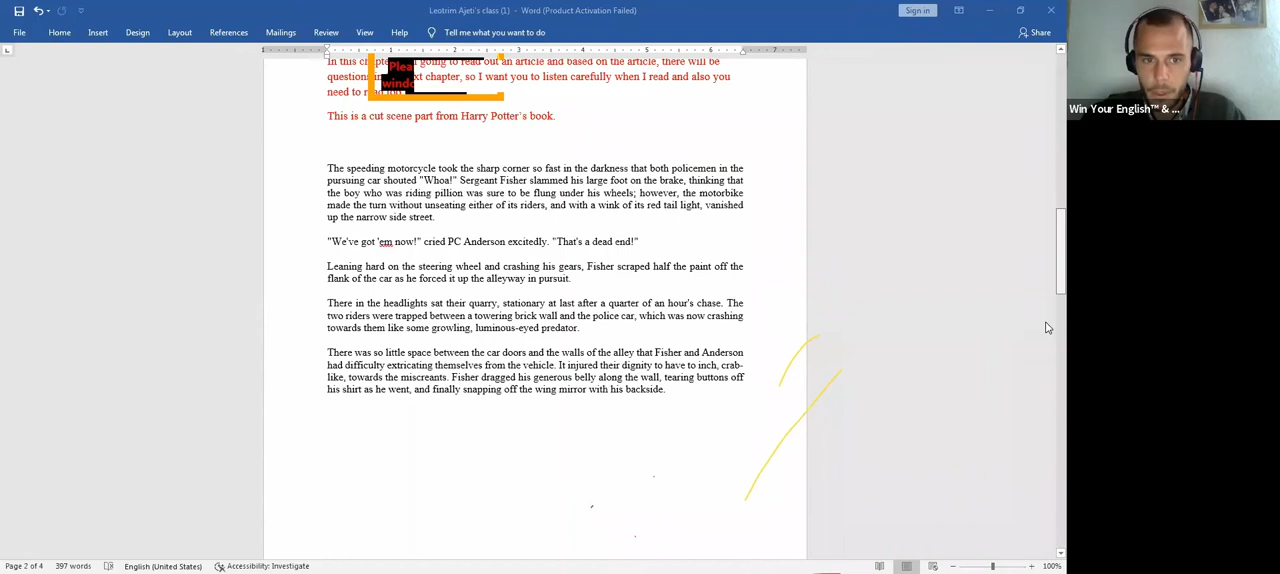 Leotrim Ajeti's class (1) - Word (Product Activation Failed)
Sign in
File Home Insert Design Layout References Mailings Review View Help Tell me what you want to do
Share
1 1 2 3 4 5 6 7
In this going to read out an article and based on the article, there will be
Plea
question chapter, so I want you to listen carefully when I read and also you
windo
need to
This is a cut scene part from Harry Potter's book.
The speeding motorcycle took the sharp corner so fast in the darkness that both policemen in the
pursuing car shouted "Whoa!" Sergeant Fisher slammed his large foot on the brake, thinking that
the boy who was riding pillion was sure to be flung under his wheels; however, the motorbike
made the turn without unseating either of its riders, and with a wink of its red tail light, vanished
up the narrow side street.
"We've got 'em now!" cried PC Anderson excitedly. "That's a dead end!"
Leaning hard on the steering wheel and crashing his gears, Fisher scraped half the paint off the
flank of the car as he forced it up the alleyway in pursuit.
There in the headlights sat their quarry, stationary at last after a quarter of an hour's chase. The
two riders were trapped between a towering brick wall and the police car, which was now crashing
towards them like some growling, luminous-eyed predator.
There was so little space between the car doors and the walls of the alley that Fisher and Anderson
had difficulty extricating themselves from the vehicle. It injured their dignity to have to inch, crab-
like, towards the miscreants. Fisher dragged his generous belly along the wall, tearing buttons off
his shirt as he went, and finally snapping off the wing mirror with his backside.
Win Your English™ & ...
Page 2 of 4 397 words English (United States) Accessibility: Investigate
100%